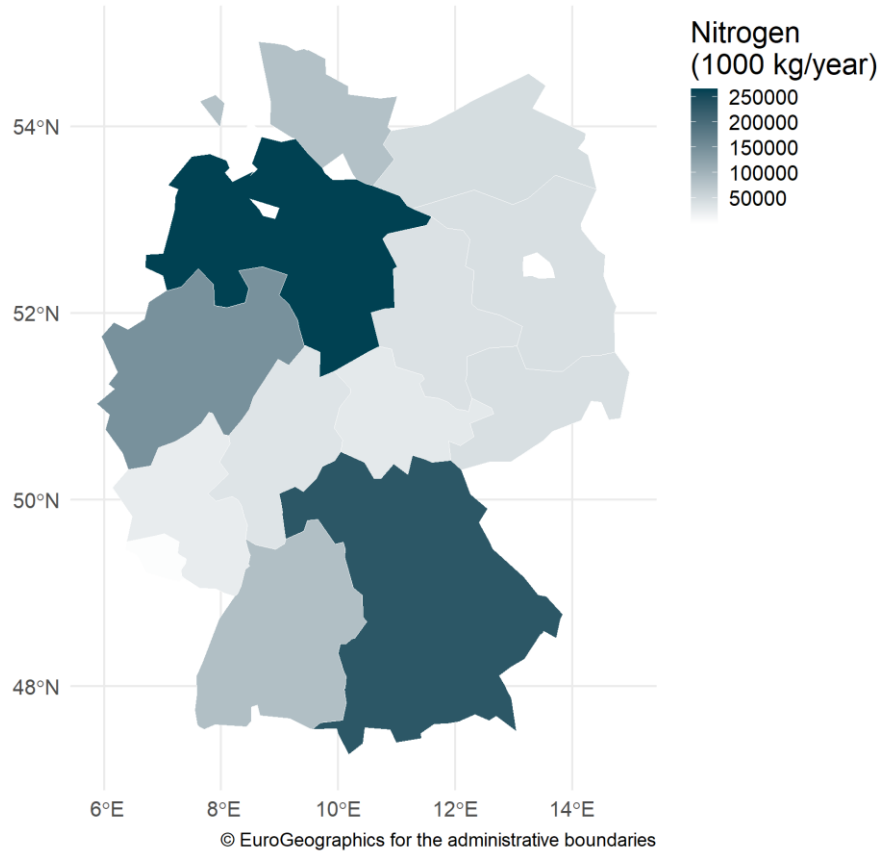 Nitrogen
(1000 kg/year)
250000
200000
150000
100000
50000
54°N
52°N
50°N
48°N
6°E
8°E
10°E
12°E
14°E
© EuroGeographics for the administrative boundaries